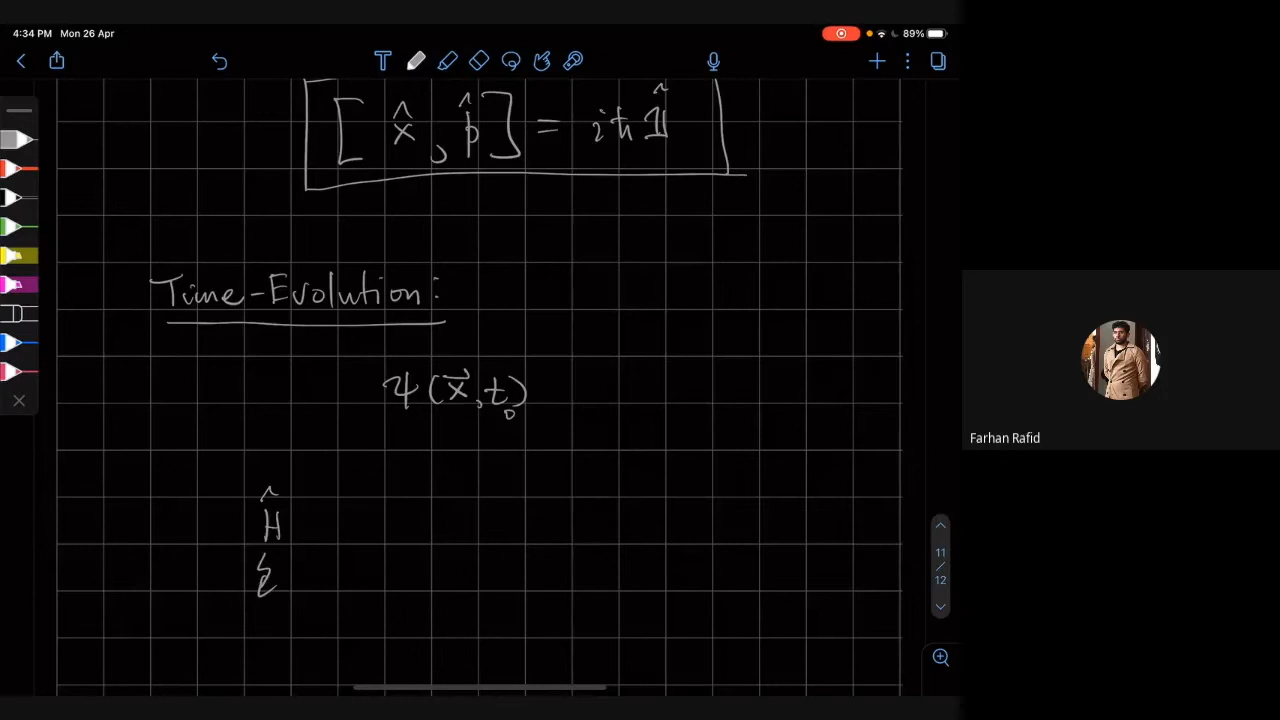 4:34 PM Mon 26 Apr 89%
[x̂, p̂] = iħ𝟙̂
Time-Evolution:
ψ(x⃗, t₀)
Ĥ
11
/
12
Farhan Rafid